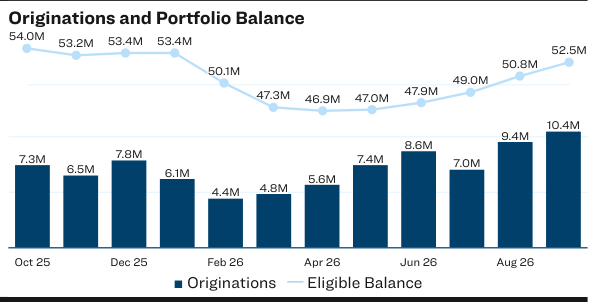 Originations and Portfolio Balance
54.0M 53.2M 53.4M 53.4M 50.1M 47.3M 46.9M 47.0M 47.9M 49.0M 50.8M 52.5M
7.3M 6.5M 7.8M 6.1M 4.4M 4.8M 5.6M 7.4M 8.6M 7.0M 9.4M 10.4M
Oct 25 Dec 25 Feb 26 Apr 26 Jun 26 Aug 26
Originations Eligible Balance